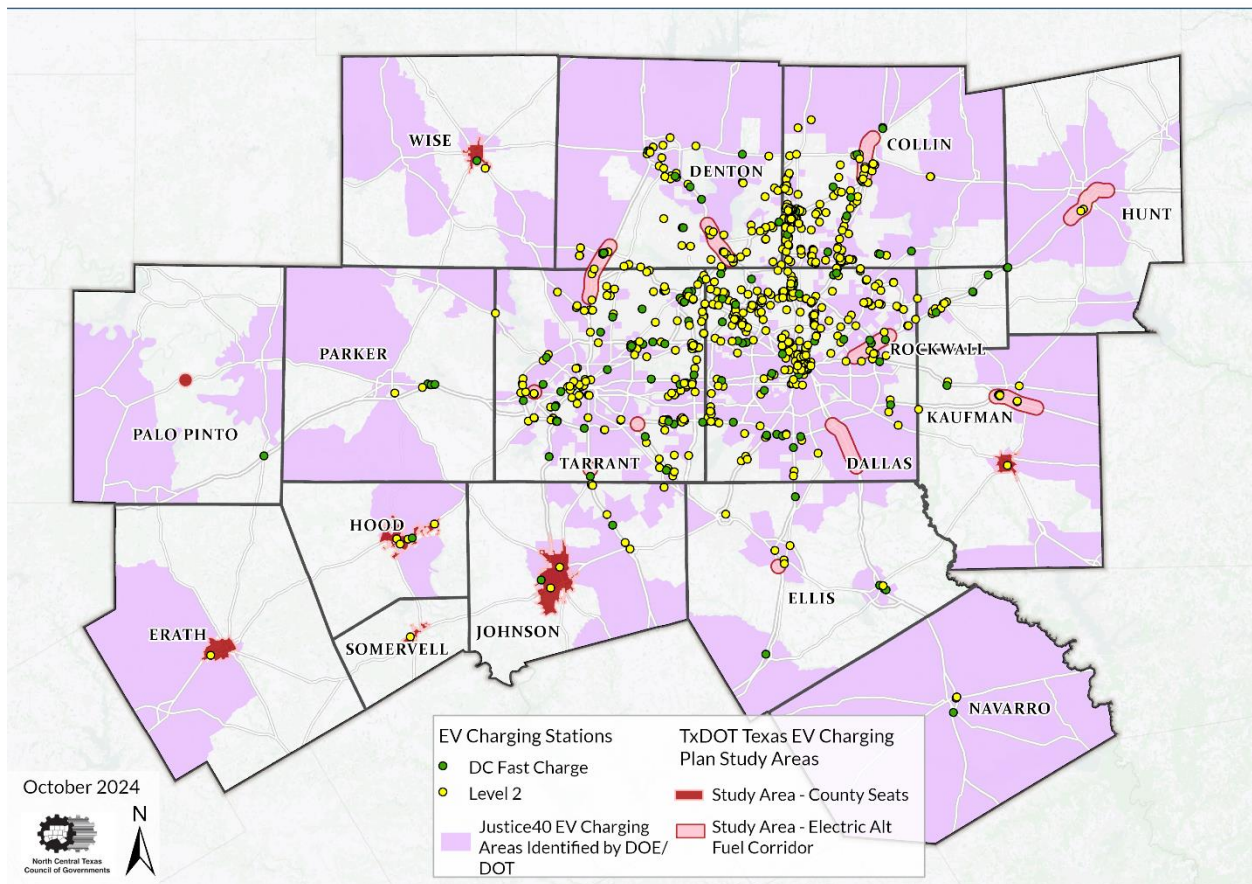 WISE
COLLIN
DENTON
HUNT
PARKER
ROCKWALL
PALO PINTO
KAUFMAN
TARRANT
DALLAS
HOOD
ELLIS
ERATH
SOMERVELL
JOHNSON
NAVARRO
EV Charging Stations
DC Fast Charge
Level 2
Justice40 EV Charging
Areas Identified by DOE/
DOT
TxDOT Texas EV Charging
Plan Study Areas
Study Area - County Seats
Study Area - Electric Alt
Fuel Corridor
October 2024
N
North Central Texas
Council of Governments